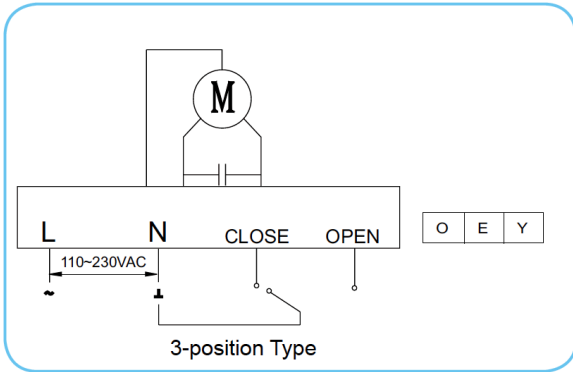 M
L N CLOSE OPEN
O E Y
110~230VAC
~
3-position Type